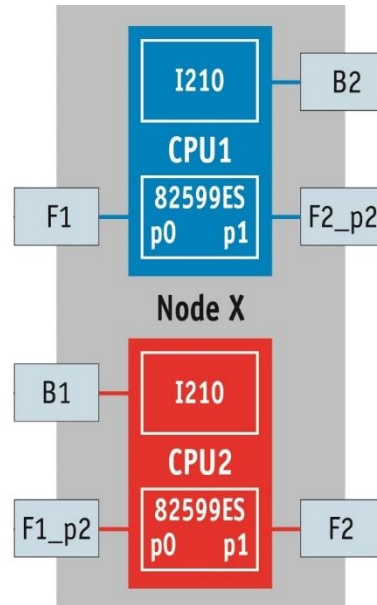 I210
B2
CPU1
82599ES
F1
p0 p1
F2_p2
Node X
B1
I210
CPU2
82599ES
F1_p2
p0 p1
F2